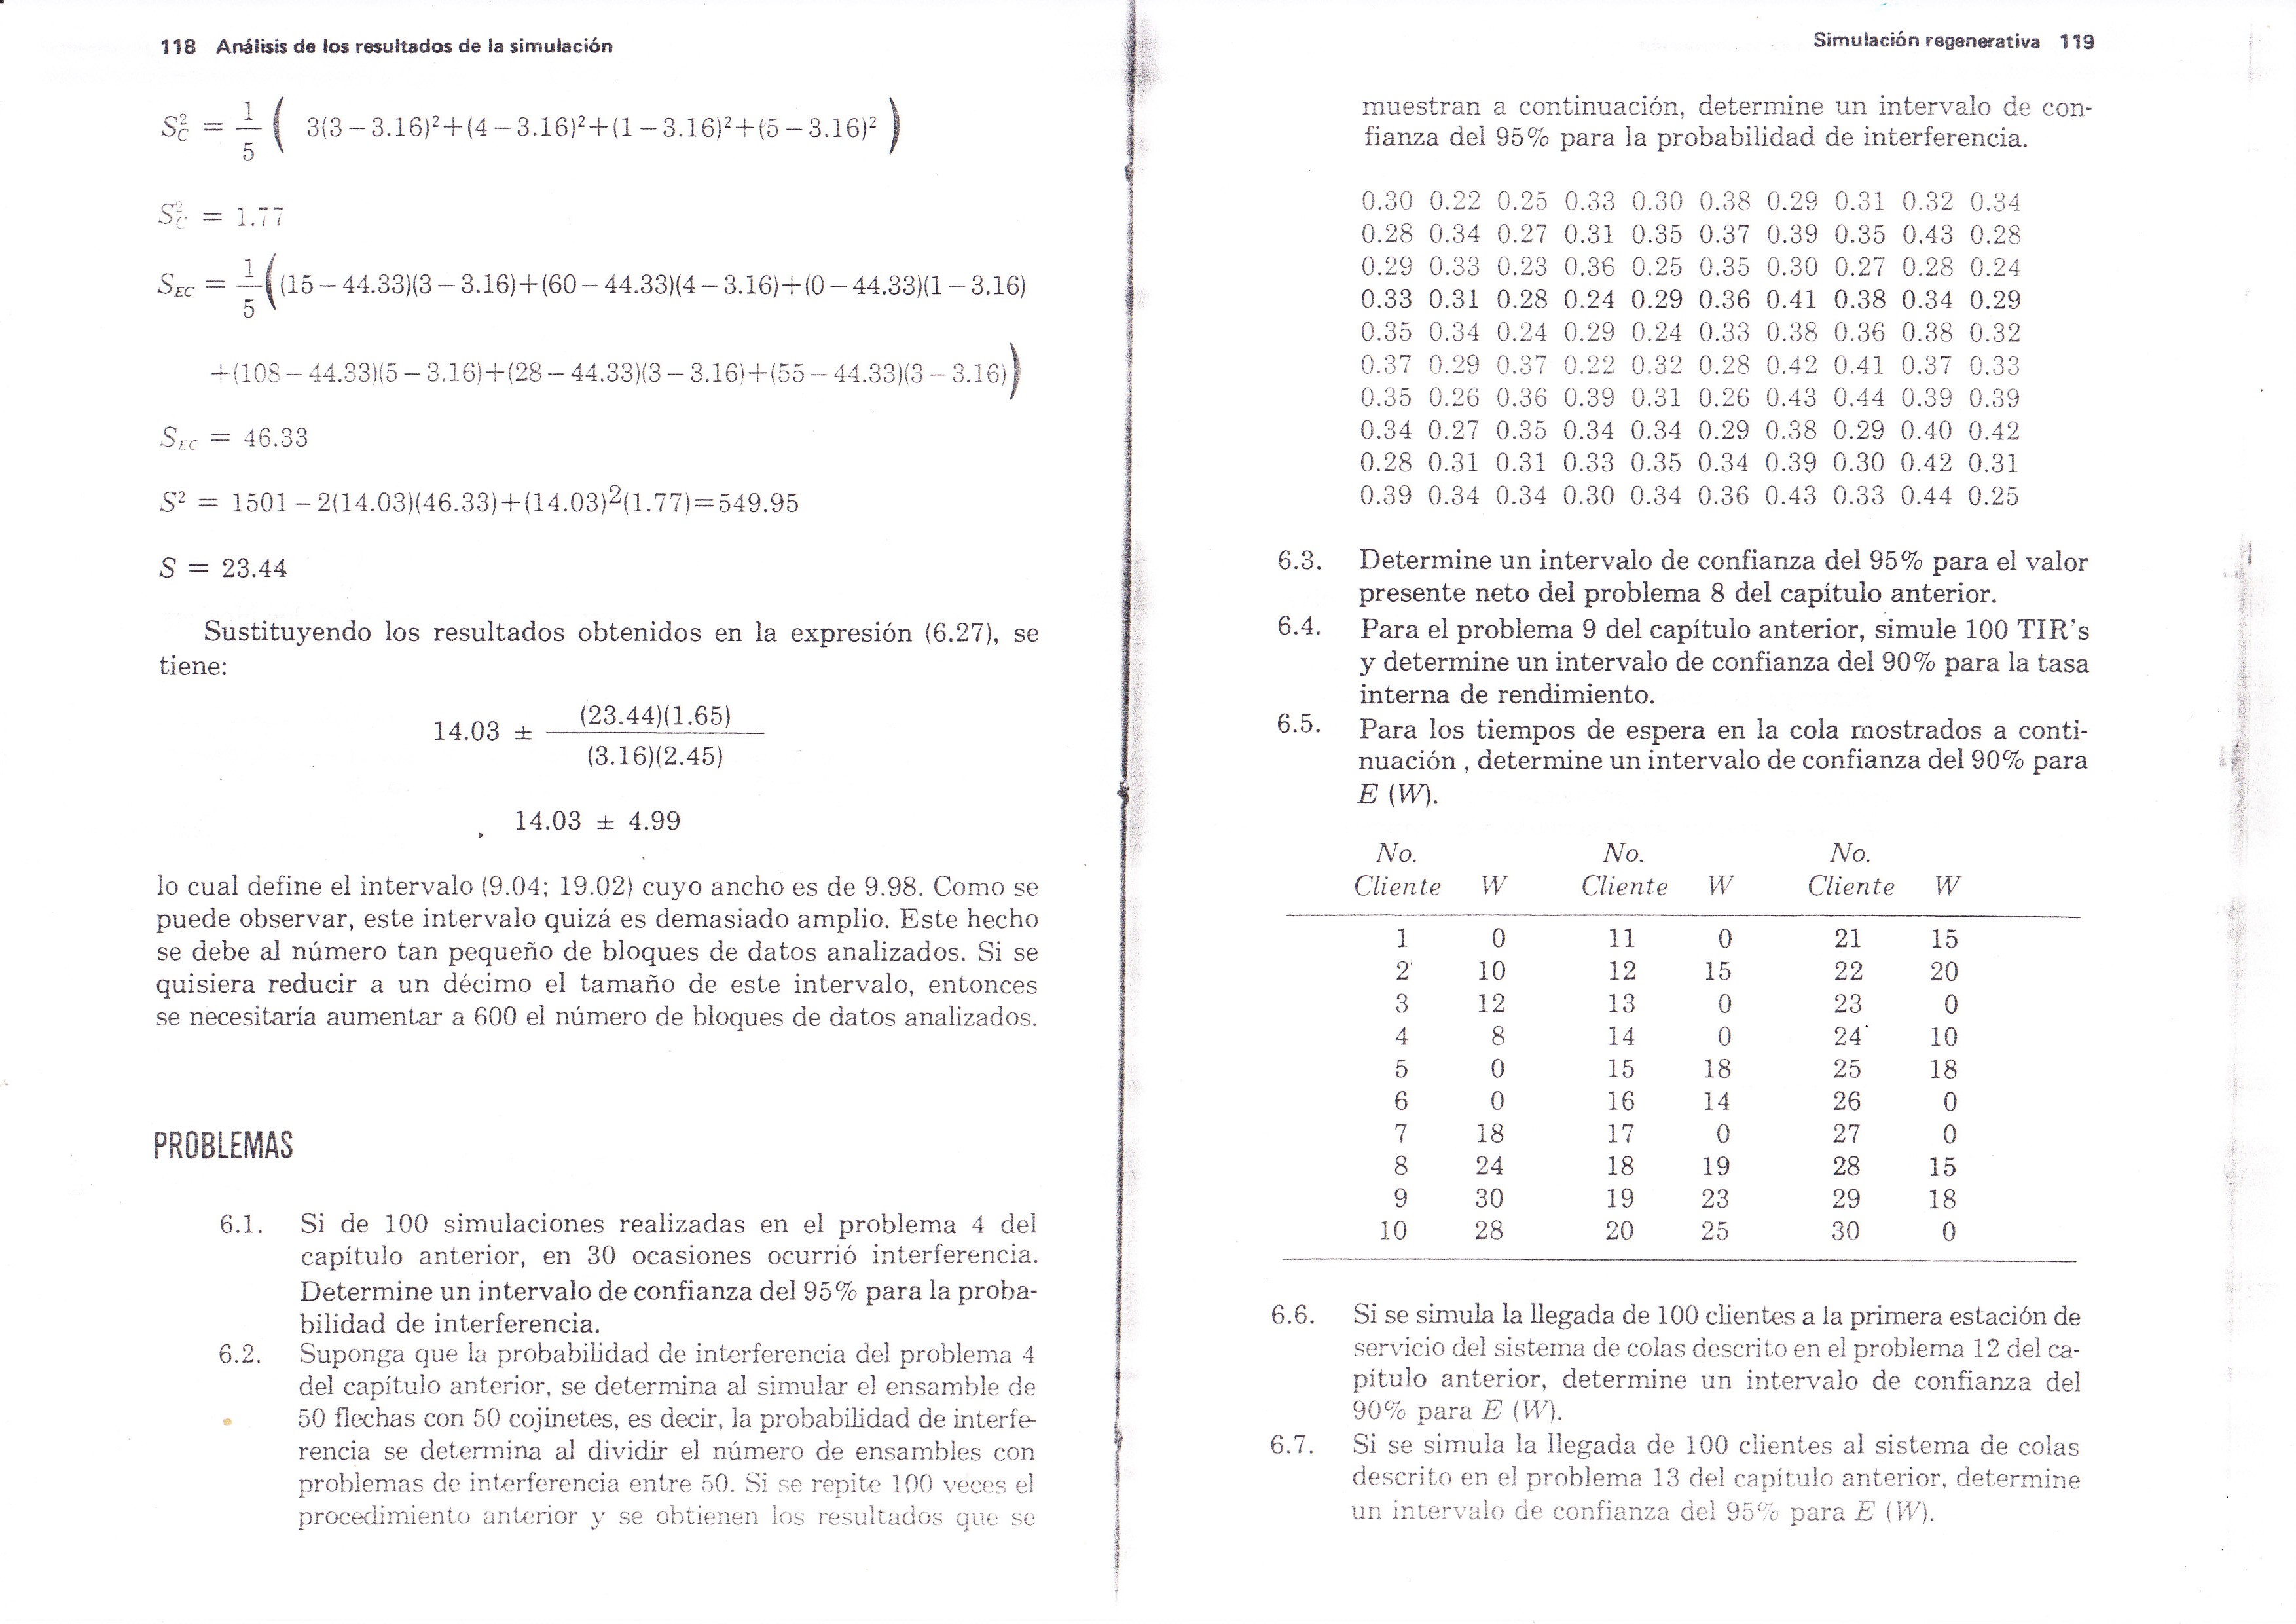 118 Análisis de los resultados de la simulación
S²_C = 1/5 ( 3(3 – 3.16)²+(4 – 3.16)²+(1 – 3.16)²+(5 – 3.16)² )
S²_C = 1.77
S_EC = 1/5 ((15 – 44.33)(3 – 3.16)+(60 – 44.33)(4 – 3.16)+(0 – 44.33)(1 – 3.16)
+(108 – 44.33)(5 – 3.16)+(28 – 44.33)(3 – 3.16)+(55 – 44.33)(3 – 3.16))
S_EC = 46.33
S² = 1501 – 2(14.03)(46.33)+(14.03)²(1.77)=549.95
S = 23.44
Sustituyendo los resultados obtenidos en la expresión (6.27), se
tiene:
14.03 ± (23.44)(1.65) / (3.16)(2.45)
14.03 ± 4.99
lo cual define el intervalo (9.04; 19.02) cuyo ancho es de 9.98. Como se
puede observar, este intervalo quizá es demasiado amplio. Este hecho
se debe al número tan pequeño de bloques de datos analizados. Si se
quisiera reducir a un décimo el tamaño de este intervalo, entonces
se necesitaría aumentar a 600 el número de bloques de datos analizados.
PROBLEMAS
6.1. Si de 100 simulaciones realizadas en el problema 4 del
capítulo anterior, en 30 ocasiones ocurrió interferencia.
Determine un intervalo de confianza del 95% para la proba-
bilidad de interferencia.
6.2. Suponga que la probabilidad de interferencia del problema 4
del capítulo anterior, se determina al simular el ensamble de
50 flechas con 50 cojinetes, es decir, la probabilidad de interfe-
rencia se determina al dividir el número de ensambles con
problemas de interferencia entre 50. Si se repite 100 veces el
procedimiento anterior y se obtienen los resultados que se
Simulación regenerativa 119
muestran a continuación, determine un intervalo de con-
fianza del 95% para la probabilidad de interferencia.
0.30 0.22 0.25 0.33 0.30 0.38 0.29 0.31 0.32 0.34
0.28 0.34 0.27 0.31 0.35 0.37 0.39 0.35 0.43 0.28
0.29 0.33 0.23 0.36 0.25 0.35 0.30 0.27 0.28 0.24
0.33 0.31 0.28 0.24 0.29 0.36 0.41 0.38 0.34 0.29
0.35 0.34 0.24 0.29 0.24 0.33 0.38 0.36 0.38 0.32
0.37 0.29 0.37 0.22 0.32 0.28 0.42 0.41 0.37 0.33
0.35 0.26 0.36 0.39 0.31 0.26 0.43 0.44 0.39 0.39
0.34 0.27 0.35 0.34 0.34 0.29 0.38 0.29 0.40 0.42
0.28 0.31 0.31 0.33 0.35 0.34 0.39 0.30 0.42 0.31
0.39 0.34 0.34 0.30 0.34 0.36 0.43 0.33 0.44 0.25
6.3. Determine un intervalo de confianza del 95% para el valor
presente neto del problema 8 del capítulo anterior.
6.4. Para el problema 9 del capítulo anterior, simule 100 TIR's
y determine un intervalo de confianza del 90% para la tasa
interna de rendimiento.
6.5. Para los tiempos de espera en la cola mostrados a conti-
nuación , determine un intervalo de confianza del 90% para
E (W).
No. No. No.
Cliente W Cliente W Cliente W
1 0 11 0 21 15
2 10 12 15 22 20
3 12 13 0 23 0
4 8 14 0 24 10
5 0 15 18 25 18
6 0 16 14 26 0
7 18 17 0 27 0
8 24 18 19 28 15
9 30 19 23 29 18
10 28 20 25 30 0
6.6. Si se simula la llegada de 100 clientes a la primera estación de
servicio del sistema de colas descrito en el problema 12 del ca-
pítulo anterior, determine un intervalo de confianza del
90% para E (W).
6.7. Si se simula la llegada de 100 clientes al sistema de colas
descrito en el problema 13 del capítulo anterior, determine
un intervalo de confianza del 95% para E (W).